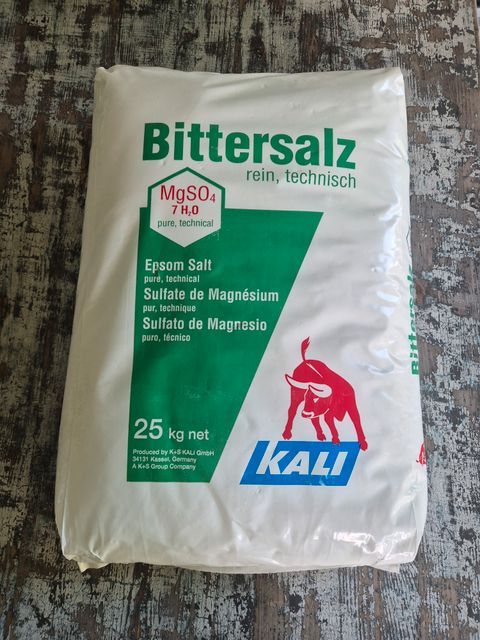 Bittersalz
rein, technisch
MgSO₄
7 H₂O
pure, technical
Epsom Salt
pure, technical
Sulfate de Magnésium
pur, technique
Sulfato de Magnesio
puro, técnico
25 kg net
Produced by K+S KALI GmbH
34131 Kassel, Germany
A K+S Group Company
KALI
Bittersalz